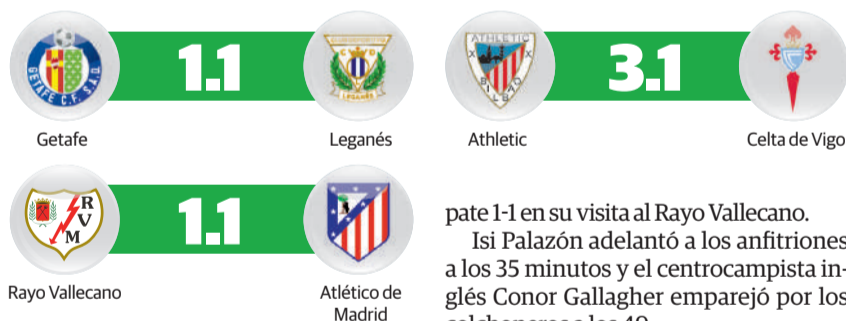 1.1
Getafe
Leganés
3.1
Athletic
Celta de Vigo
1.1
Rayo Vallecano
Atlético de
Madrid
pate 1-1 en su visita al Rayo Vallecano.
Isi Palazón adelantó a los anfitriones
a los 35 minutos y el centrocampista in-
glés Conor Gallagher emparejó por los